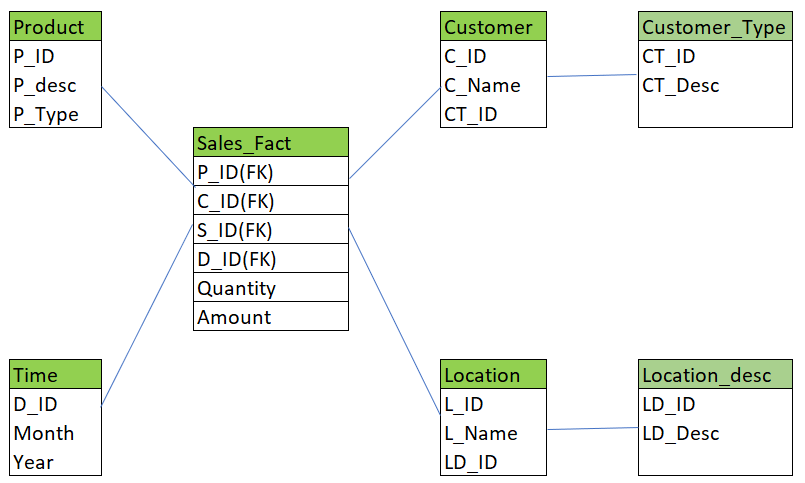 Product
P_ID
P_desc
P_Type
Customer
C_ID
C_Name
CT_ID
Customer_Type
CT_ID
CT_Desc
Sales_Fact
P_ID(FK)
C_ID(FK)
S_ID(FK)
D_ID(FK)
Quantity
Amount
Time
D_ID
Month
Year
Location
L_ID
L_Name
LD_ID
Location_desc
LD_ID
LD_Desc